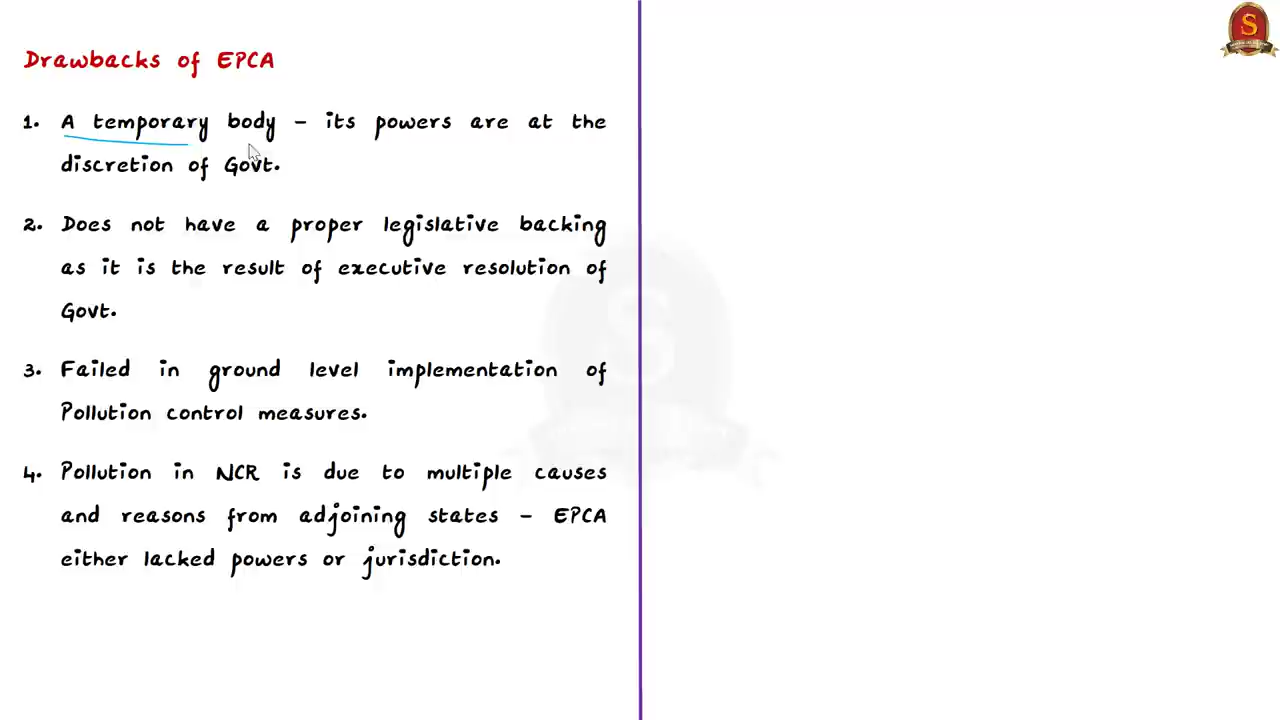 Drawbacks of EPCA
1. A temporary body - its powers are at the
discretion of Govt.
2. Does not have a proper legislative backing
as it is the result of executive resolution of
Govt.
3. Failed in ground level implementation of
Pollution control measures.
4. Pollution in NCR is due to multiple causes
and reasons from adjoining states - EPCA
either lacked powers or jurisdiction.
S